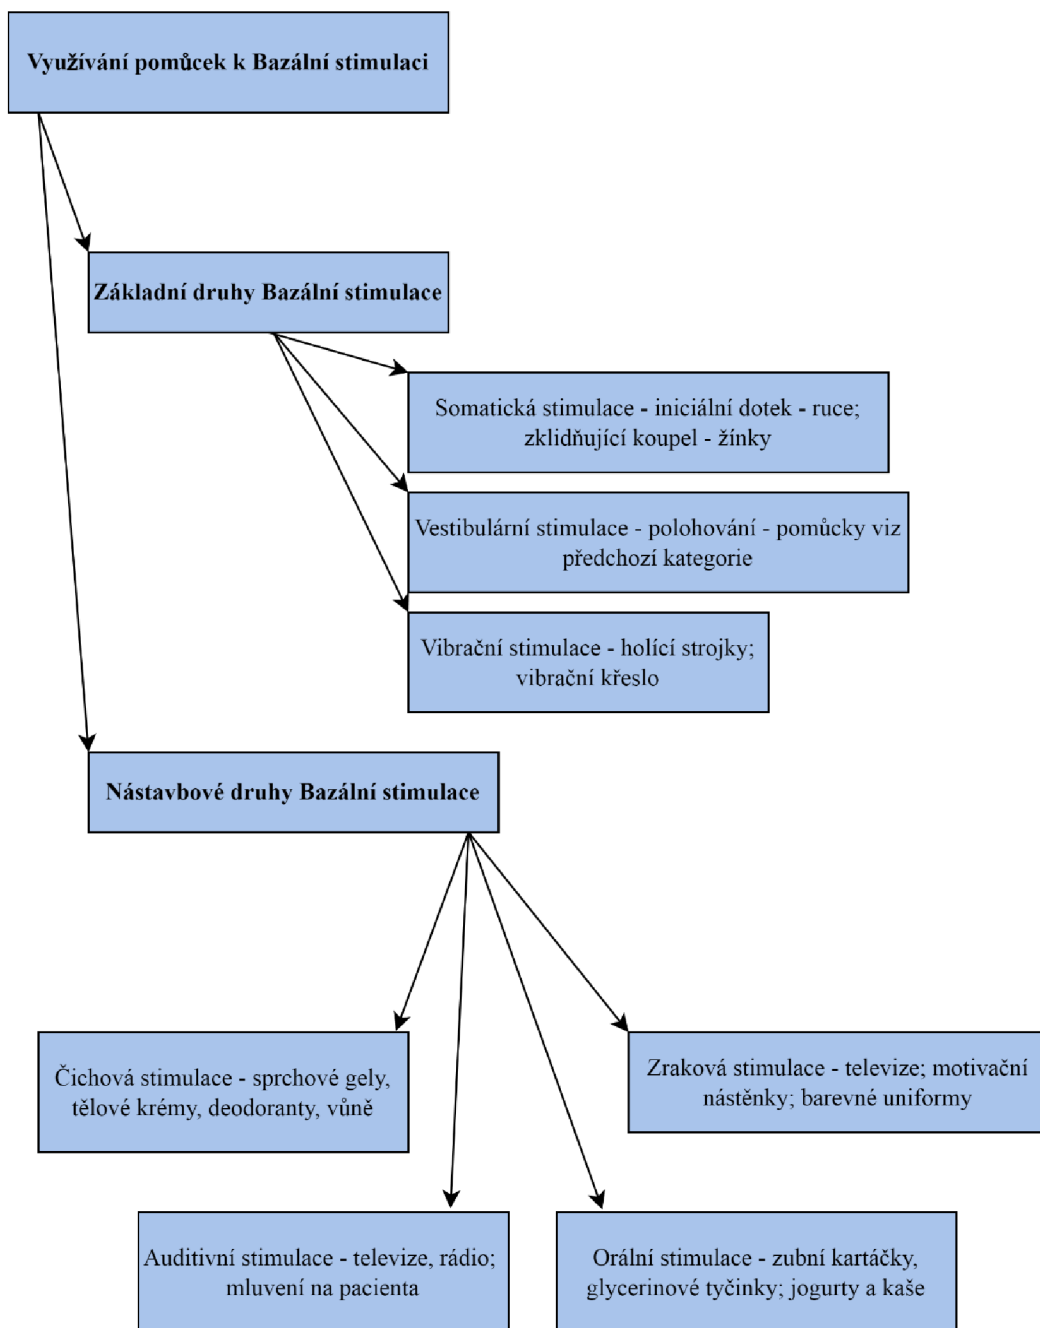 Využívání pomůcek k Bazální stimulaci
Základní druhy Bazální stimulace
Somatická stimulace - iniciální dotek - ruce;
zklidňující koupel - žínky
Vestibulární stimulace - polohování - pomůcky viz
předchozí kategorie
Vibrační stimulace - holící strojky;
vibrační křeslo
Nástavbové druhy Bazální stimulace
Čichová stimulace - sprchové gely,
tělové krémy, deodoranty, vůně
Zraková stimulace - televize; motivační
nástěnky; barevné uniformy
Auditivní stimulace - televize, rádio;
mluvení na pacienta
Orální stimulace - zubní kartáčky,
glycerinové tyčinky; jogurty a kaše